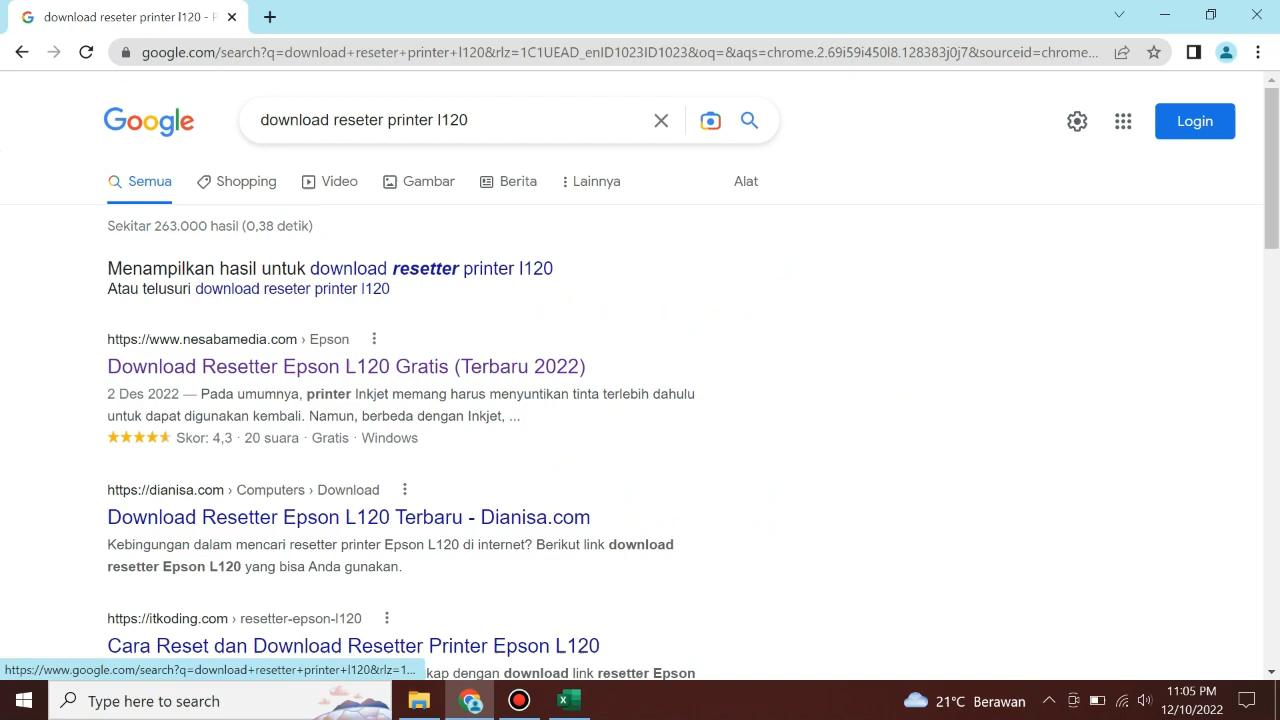 download reseter printer l120 - P
google.com/search?q=download+reseter+printer+l120&rlz=1C1UEAD_enID1023ID1023&oq=&aqs=chrome.2.69i59i450l8.128383j0j7&sourceid=chrome...
Google
download reseter printer l120
Login
Semua
Shopping
Video
Gambar
Berita
Lainnya
Alat
Sekitar 263.000 hasil (0,38 detik)
Menampilkan hasil untuk download resetter printer l120
Atau telusuri download reseter printer l120
https://www.nesabamedia.com › Epson
Download Resetter Epson L120 Gratis (Terbaru 2022)
2 Des 2022 — Pada umumnya, printer Inkjet memang harus menyuntikan tinta terlebih dahulu
untuk dapat digunakan kembali. Namun, berbeda dengan Inkjet, ...
Skor: 4,3 · 20 suara · Gratis · Windows
https://dianisa.com › Computers › Download
Download Resetter Epson L120 Terbaru - Dianisa.com
Kebingungan dalam mencari resetter printer Epson L120 di internet? Berikut link download
resetter Epson L120 yang bisa Anda gunakan.
https://itkoding.com › resetter-epson-l120
Cara Reset dan Download Resetter Printer Epson L120
https://www.google.com/search?q=download+resetter+printer+l120&rlz=1...
kap dengan download link resetter Epson
Type here to search
21°C Berawan
11:05 PM
12/10/2022